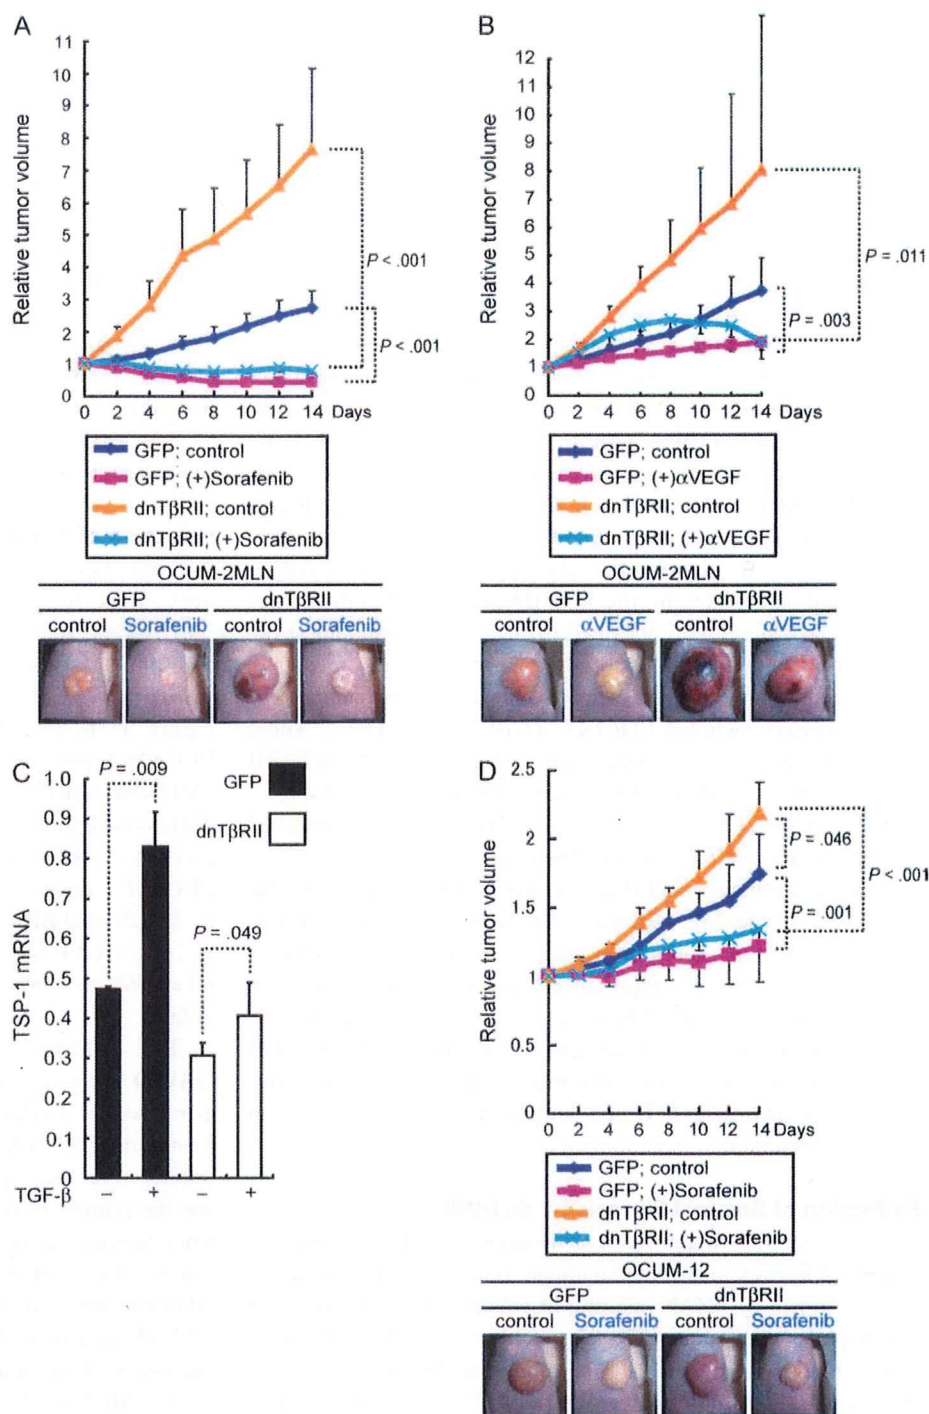 A
11
10
9
8
7
6
5
4
3
2
1
0
Relative tumor volume
0 2 4 6 8 10 12 14 Days
P < .001
P < .001
GFP; control
GFP; (+)Sorafenib
dnTβRII; control
dnTβRII; (+)Sorafenib
OCUM-2MLN
GFP dnTβRII
control Sorafenib control Sorafenib
B
12
11
10
9
8
7
6
5
4
3
2
1
0
Relative tumor volume
0 2 4 6 8 10 12 14 Days
P = .011
P = .003
GFP; control
GFP; (+)αVEGF
dnTβRII; control
dnTβRII; (+)αVEGF
OCUM-2MLN
GFP dnTβRII
control αVEGF control αVEGF
C
1.0
0.9
0.8
0.7
0.6
0.5
0.4
0.3
0.2
0.1
0
TSP-1 mRNA
P = .009
GFP
dnTβRII
P = .049
TGF-β – + – +
D
2.5
2
1.5
1
0.5
0
Relative tumor volume
0 2 4 6 8 10 12 14 Days
P = .046
P < .001
P = .001
GFP; control
GFP; (+)Sorafenib
dnTβRII; control
dnTβRII; (+)Sorafenib
OCUM-12
GFP dnTβRII
control Sorafenib control Sorafenib